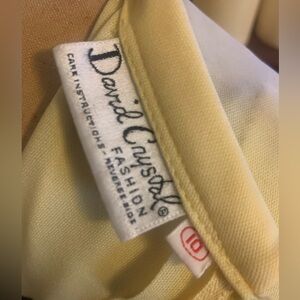 David Crystal®
FASHION
CARE INSTRUCTIONS - REVERSE SIDE
10